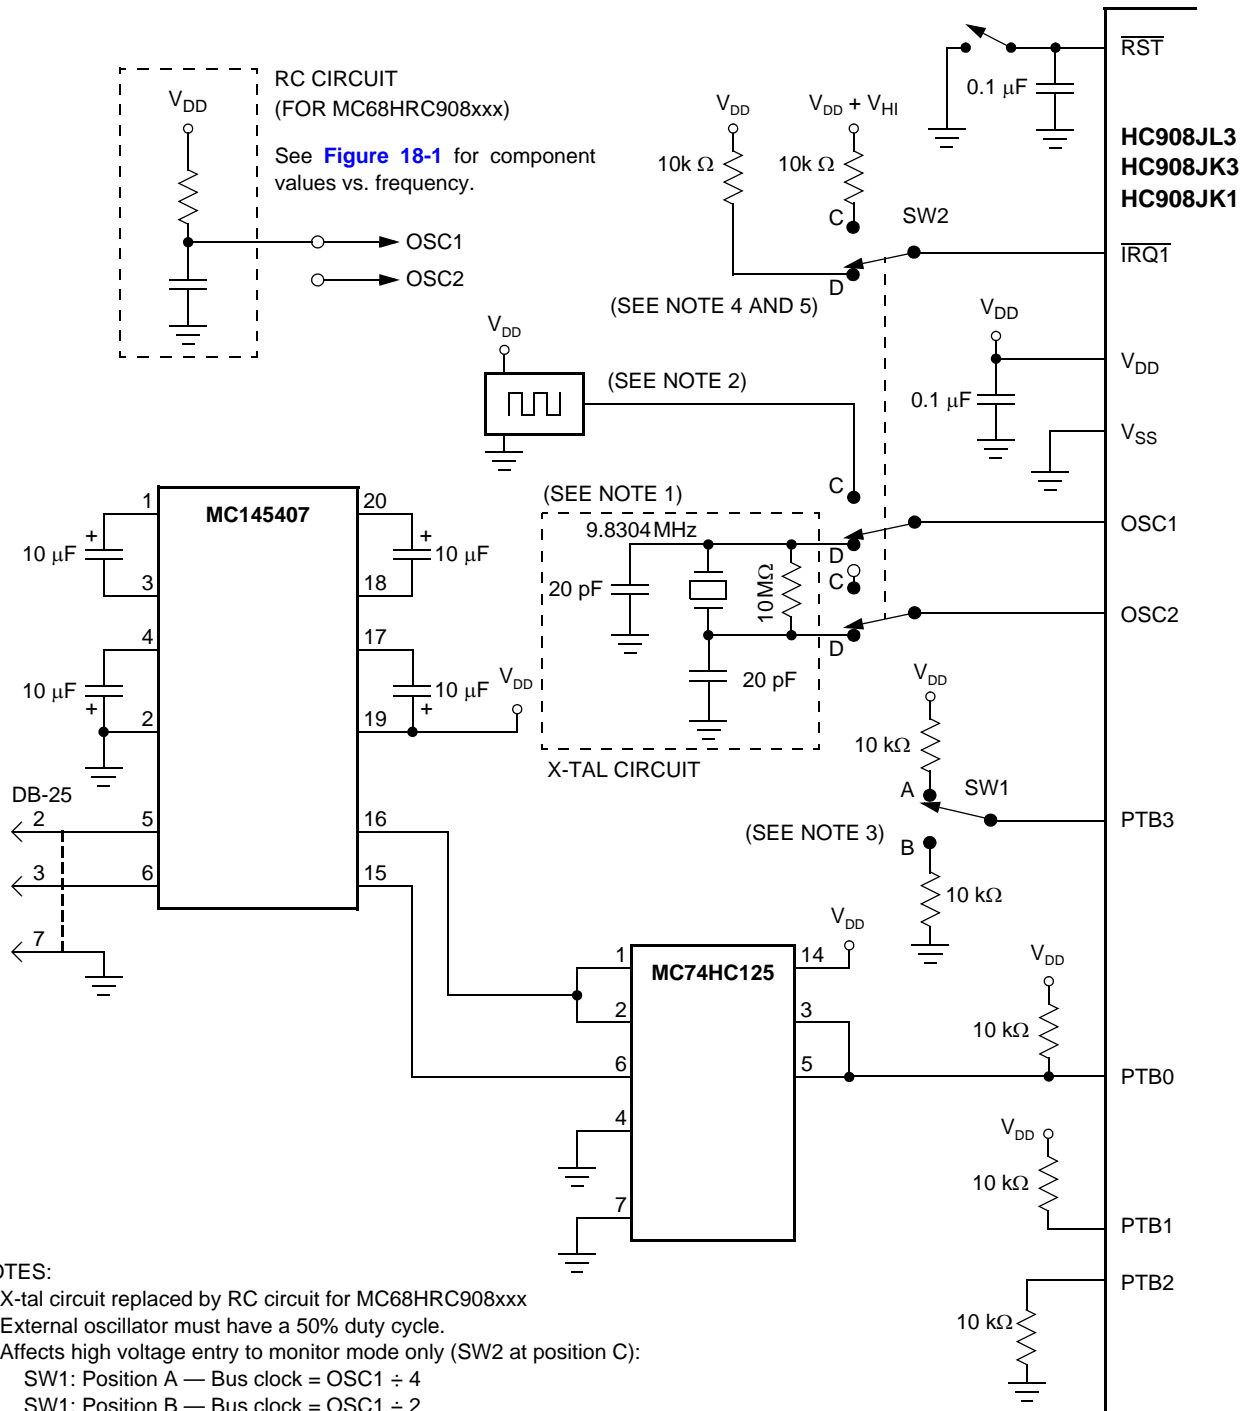 RC CIRCUIT
(FOR MC68HRC908xxx)
See Figure 18-1 for component
values vs. frequency.
VDD
OSC1
OSC2
VDD
VDD + VHI
10k Ω
10k Ω
C
SW2
D
(SEE NOTE 4 AND 5)
RST
0.1 μF
HC908JL3
HC908JK3
HC908JK1
IRQ1
VDD
VDD
0.1 μF
VSS
VDD
(SEE NOTE 2)
C
(SEE NOTE 1)
9.8304MHz
D
OSC1
20 pF
10MΩ
C
OSC2
D
20 pF
X-TAL CIRCUIT
MC145407
1
20
10 μF
+
+
10 μF
3
18
4
17
10 μF
+
+
10 μF
VDD
2
19
DB-25
2
5
16
3
6
15
7
VDD
10 kΩ
A
SW1
PTB3
(SEE NOTE 3)
B
10 kΩ
VDD
MC74HC125
1
14
2
3
6
5
4
7
VDD
10 kΩ
PTB0
VDD
10 kΩ
PTB1
PTB2
10 kΩ
OTES:
X-tal circuit replaced by RC circuit for MC68HRC908xxx
External oscillator must have a 50% duty cycle.
Affects high voltage entry to monitor mode only (SW2 at position C):
SW1: Position A — Bus clock = OSC1 ÷ 4
SW1: Position B — Bus clock = OSC1 ÷ 2